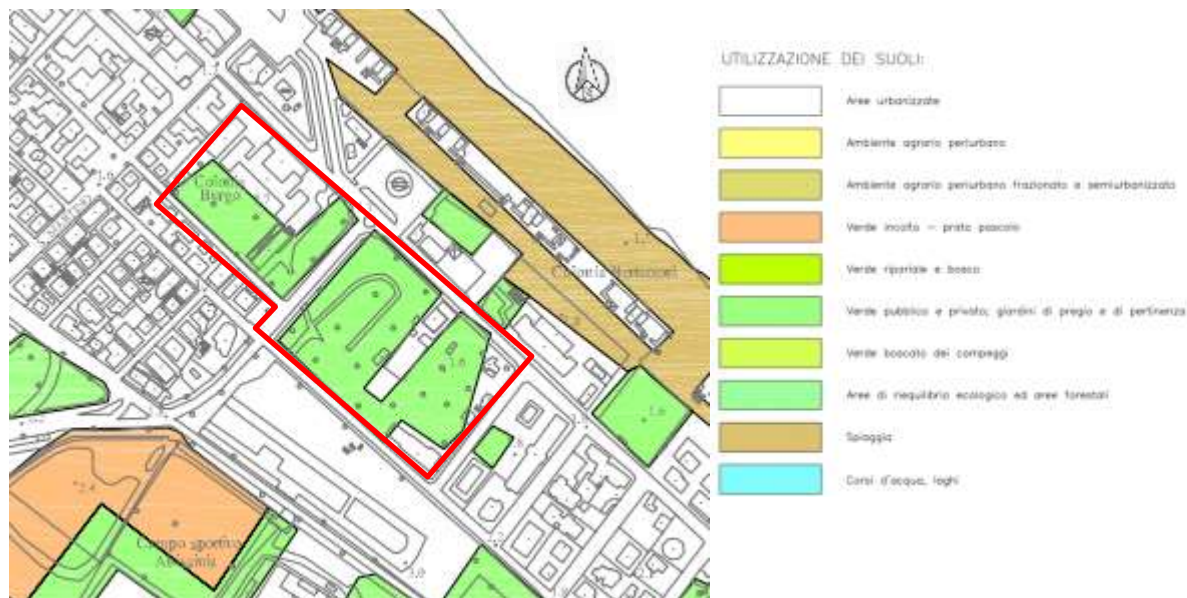 UTILIZZAZIONE DEI SUOLI:
Aree urbanizzate
Ambiente agrario periurbano
Ambiente agrario periurbano frazionato e semiurbanizzato
Verde incolto – prato pascolo
Verde ripariale e bosco
Verde pubblico e privato; giardini di pregio e di pertinenza
Verde boscato dei campeggi
Aree di riequilibrio ecologico ed aree forestali
Spiaggia
Corsi d'acqua, laghi
Colonia
Burgo
Colonia
Campo sportivo